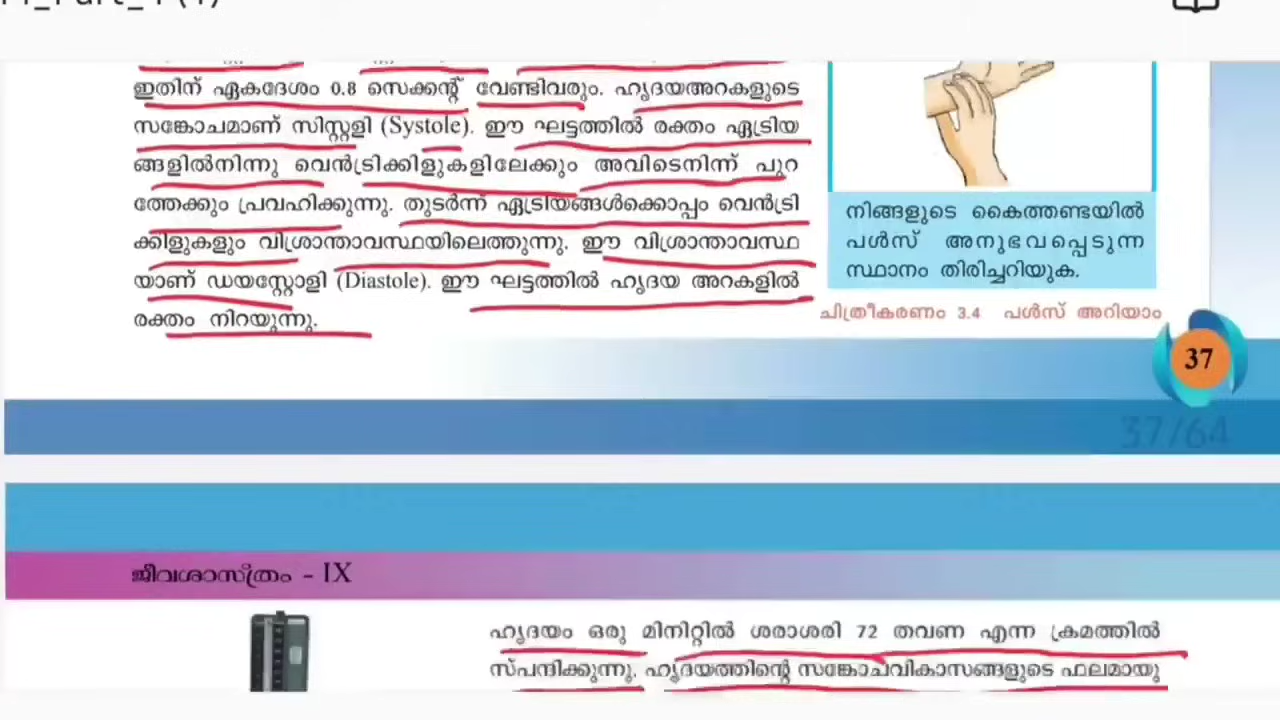 ഇതിന് ഏകദേശം 0.8 സെക്കന്റ് വേണ്ടിവരും. ഹൃദയഅറകളുടെ
സങ്കോചമാണ് സിസ്റ്റളി (Systole). ഈ ഘട്ടത്തിൽ രക്തം ഏട്രിയ
ങ്ങളിൽനിന്നു വെൻട്രിക്കിളുകളിലേക്കും അവിടെനിന്ന് പുറ
ത്തേക്കും പ്രവഹിക്കുന്നു. തുടർന്ന് ഏട്രിയങ്ങൾക്കൊപ്പം വെൻട്രി
ക്കിളുകളും വിശ്രാന്താവസ്ഥയിലെത്തുന്നു. ഈ വിശ്രാന്താവസ്ഥ
യാണ് ഡയസ്റ്റോളി (Diastole). ഈ ഘട്ടത്തിൽ ഹൃദയ അറകളിൽ
രക്തം നിറയുന്നു.
നിങ്ങളുടെ കൈത്തണ്ടയിൽ
പൾസ് അനുഭവപ്പെടുന്ന
സ്ഥാനം തിരിച്ചറിയുക.
ചിത്രീകരണം 3.4 പൾസ് അറിയാം
37
37/64
ജീവശാസ്ത്രം - IX
ഹൃദയം ഒരു മിനിറ്റിൽ ശരാശരി 72 തവണ എന്ന ക്രമത്തിൽ
സ്പന്ദിക്കുന്നു. ഹൃദയത്തിന്റെ സങ്കോചവികാസങ്ങളുടെ ഫലമായു